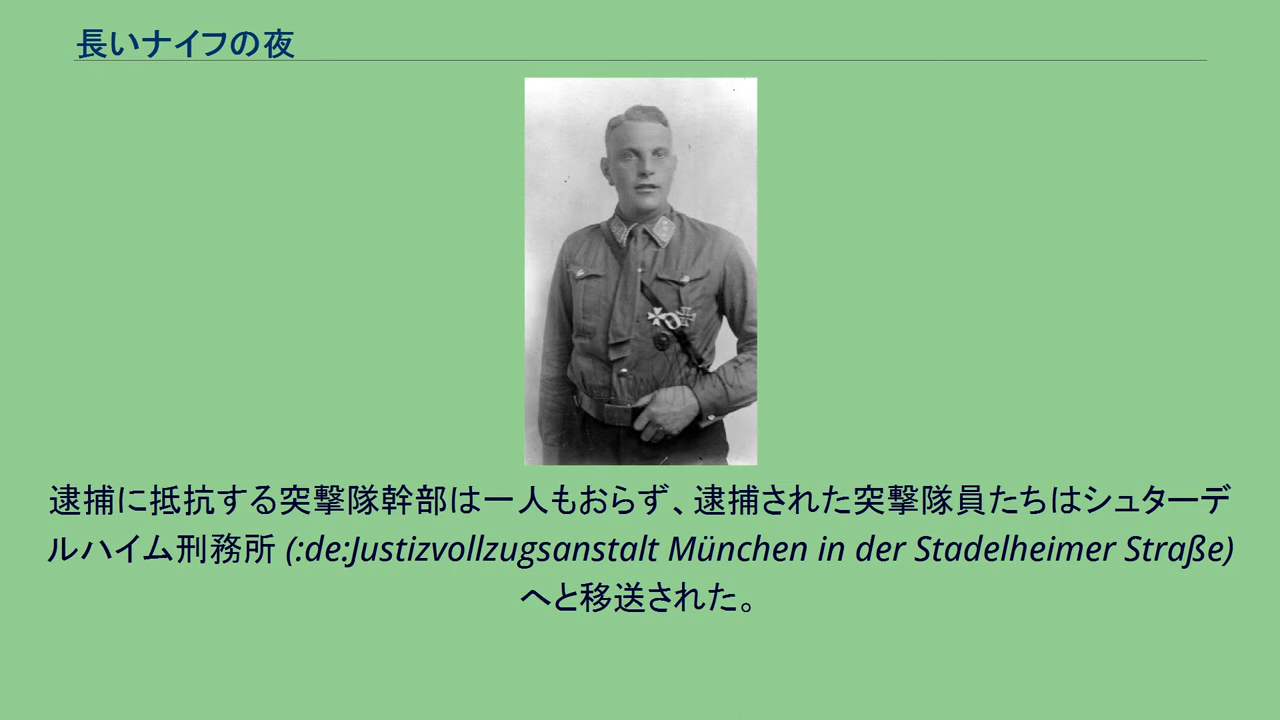 長いナイフの夜
逮捕に抵抗する突撃隊幹部は一人もおらず、逮捕された突撃隊員たちはシュターデ
ルハイム刑務所 (:de:Justizvollzugsanstalt München in der Stadelheimer Straße)
へと移送された。